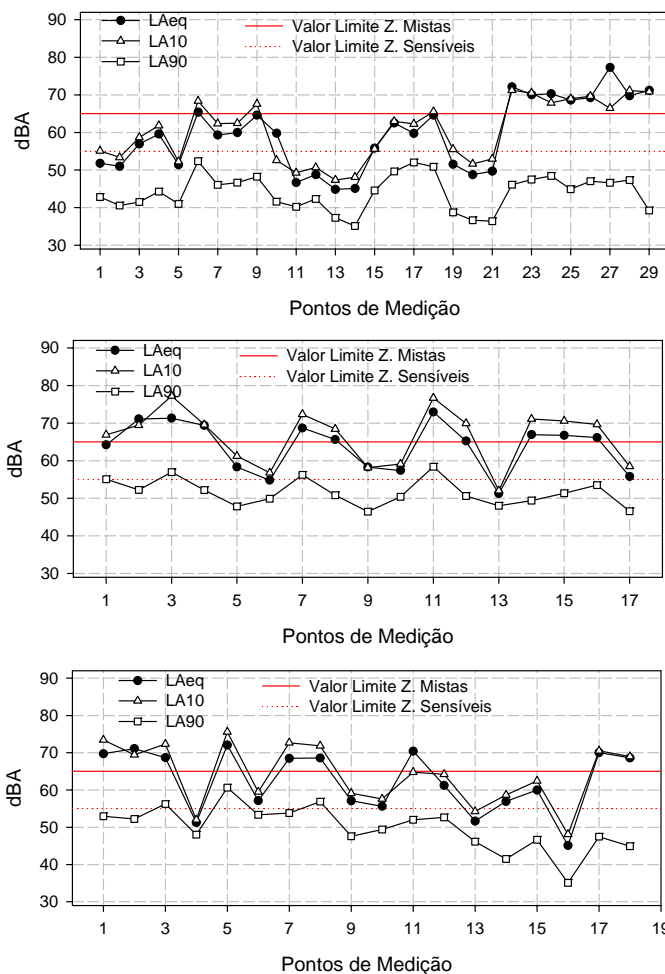 90
80
70
60
50
40
30
dBA
LAeq
LA10
LA90
Valor Limite Z. Mistas
Valor Limite Z. Sensíveis
1 3 5 7 9 11 13 15 17 19 21 23 25 27 29
Pontos de Medição
90
80
70
60
50
40
30
dBA
LAeq
LA10
LA90
Valor Limite Z. Mistas
Valor Limite Z. Sensíveis
1 3 5 7 9 11 13 15 17
Pontos de Medição
90
80
70
60
50
40
30
dBA
LAeq
LA10
LA90
Valor Limite Z. Mistas
Valor Limite Z. Sensíveis
1 3 5 7 9 11 13 15 17 19
Pontos de Medição